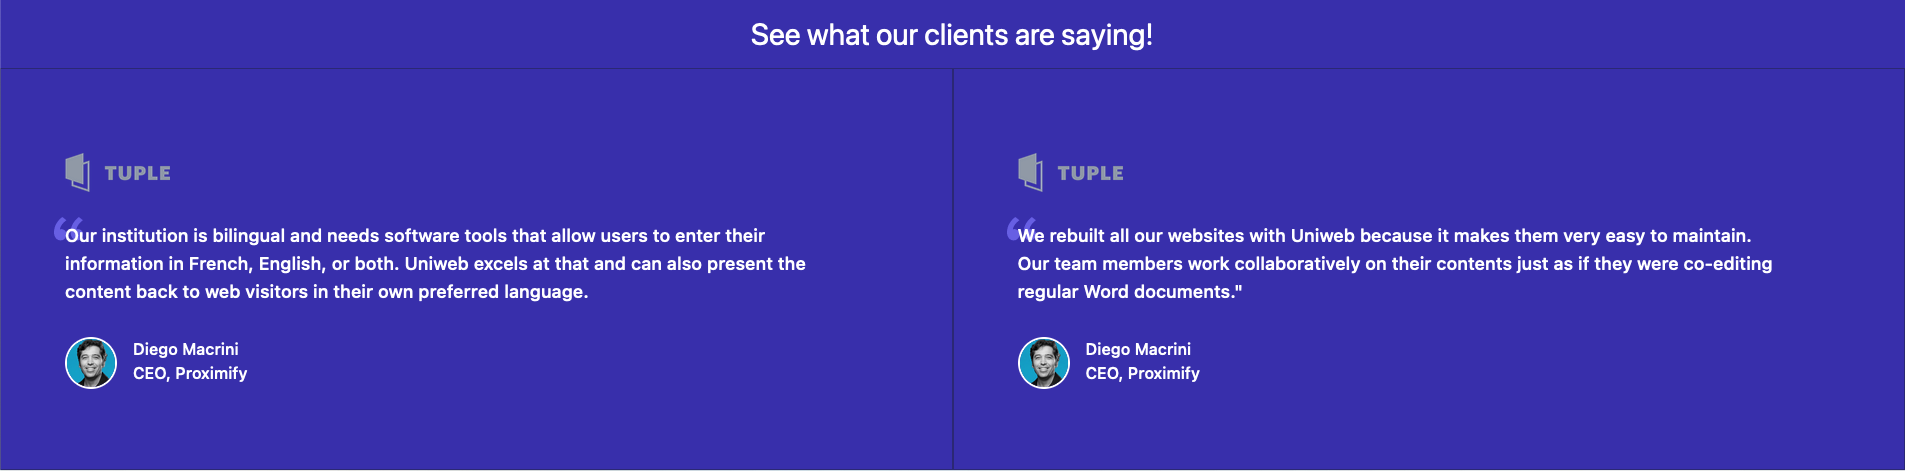 See what our clients are saying!
TUPLE
“
Our institution is bilingual and needs software tools that allow users to enter their
information in French, English, or both. Uniweb excels at that and can also present the
content back to web visitors in their own preferred language.
Diego Macrini
CEO, Proximify
TUPLE
“
We rebuilt all our websites with Uniweb because it makes them very easy to maintain.
Our team members work collaboratively on their contents just as if they were co-editing
regular Word documents."
Diego Macrini
CEO, Proximify